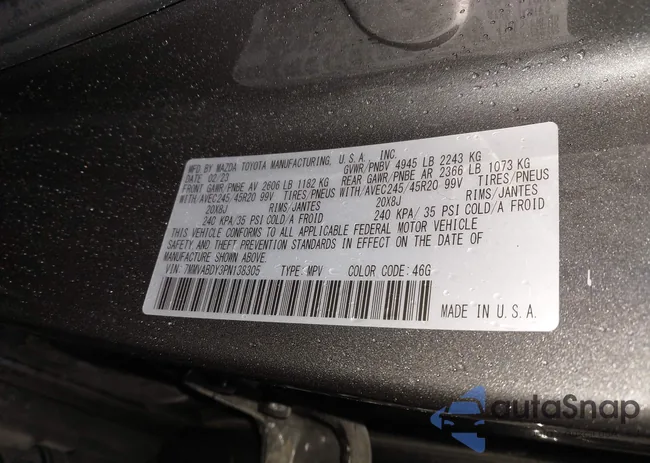 MFD BY MAZDA TOYOTA MANUFACTURING, U.S.A. INC.
DATE 02/23 GVWR/PNBV 4945 LB 2243 KG
FRONT GAWR/PNBE AV 2606 LB 1182 KG REAR GAWR/PNBE AR 2366 LB 1073 KG
WITH/AVEC245/45R20 99V TIRES/PNEUS WITH/AVEC245/45R20 99V TIRES/PNEUS
20X8J RIMS/JANTES 20X8J RIMS/JANTES
240 KPA/35 PSI COLD/A FROID 240 KPA/35 PSI COLD/A FROID
THIS VEHICLE CONFORMS TO ALL APPLICABLE FEDERAL MOTOR VEHICLE
SAFETY AND THEFT PREVENTION STANDARDS IN EFFECT ON THE DATE OF
MANUFACTURE SHOWN ABOVE.
VIN: 7MMVABDY3PN136305 TYPE: MPV COLOR CODE: 46G
MADE IN U.S.A.
autoSnap